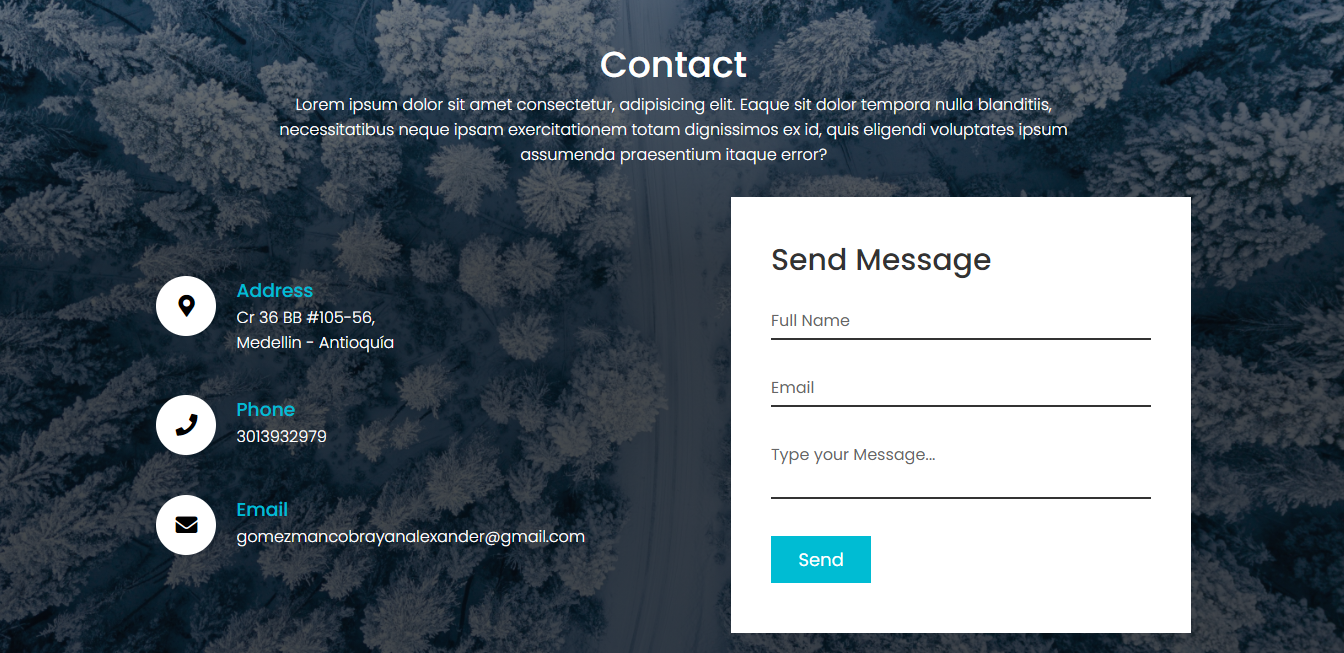 Contact
Lorem ipsum dolor sit amet consectetur, adipisicing elit. Eaque sit dolor tempora nulla blanditiis,
necessitatibus neque ipsam exercitationem totam dignissimos ex id, quis eligendi voluptates ipsum
assumenda praesentium itaque error?
Address
Cr 36 BB #105-56,
Medellin - Antioquía
Phone
3013932979
Email
gomezmancobrayanalexander@gmail.com
Send Message
Full Name
Email
Type your Message...
Send